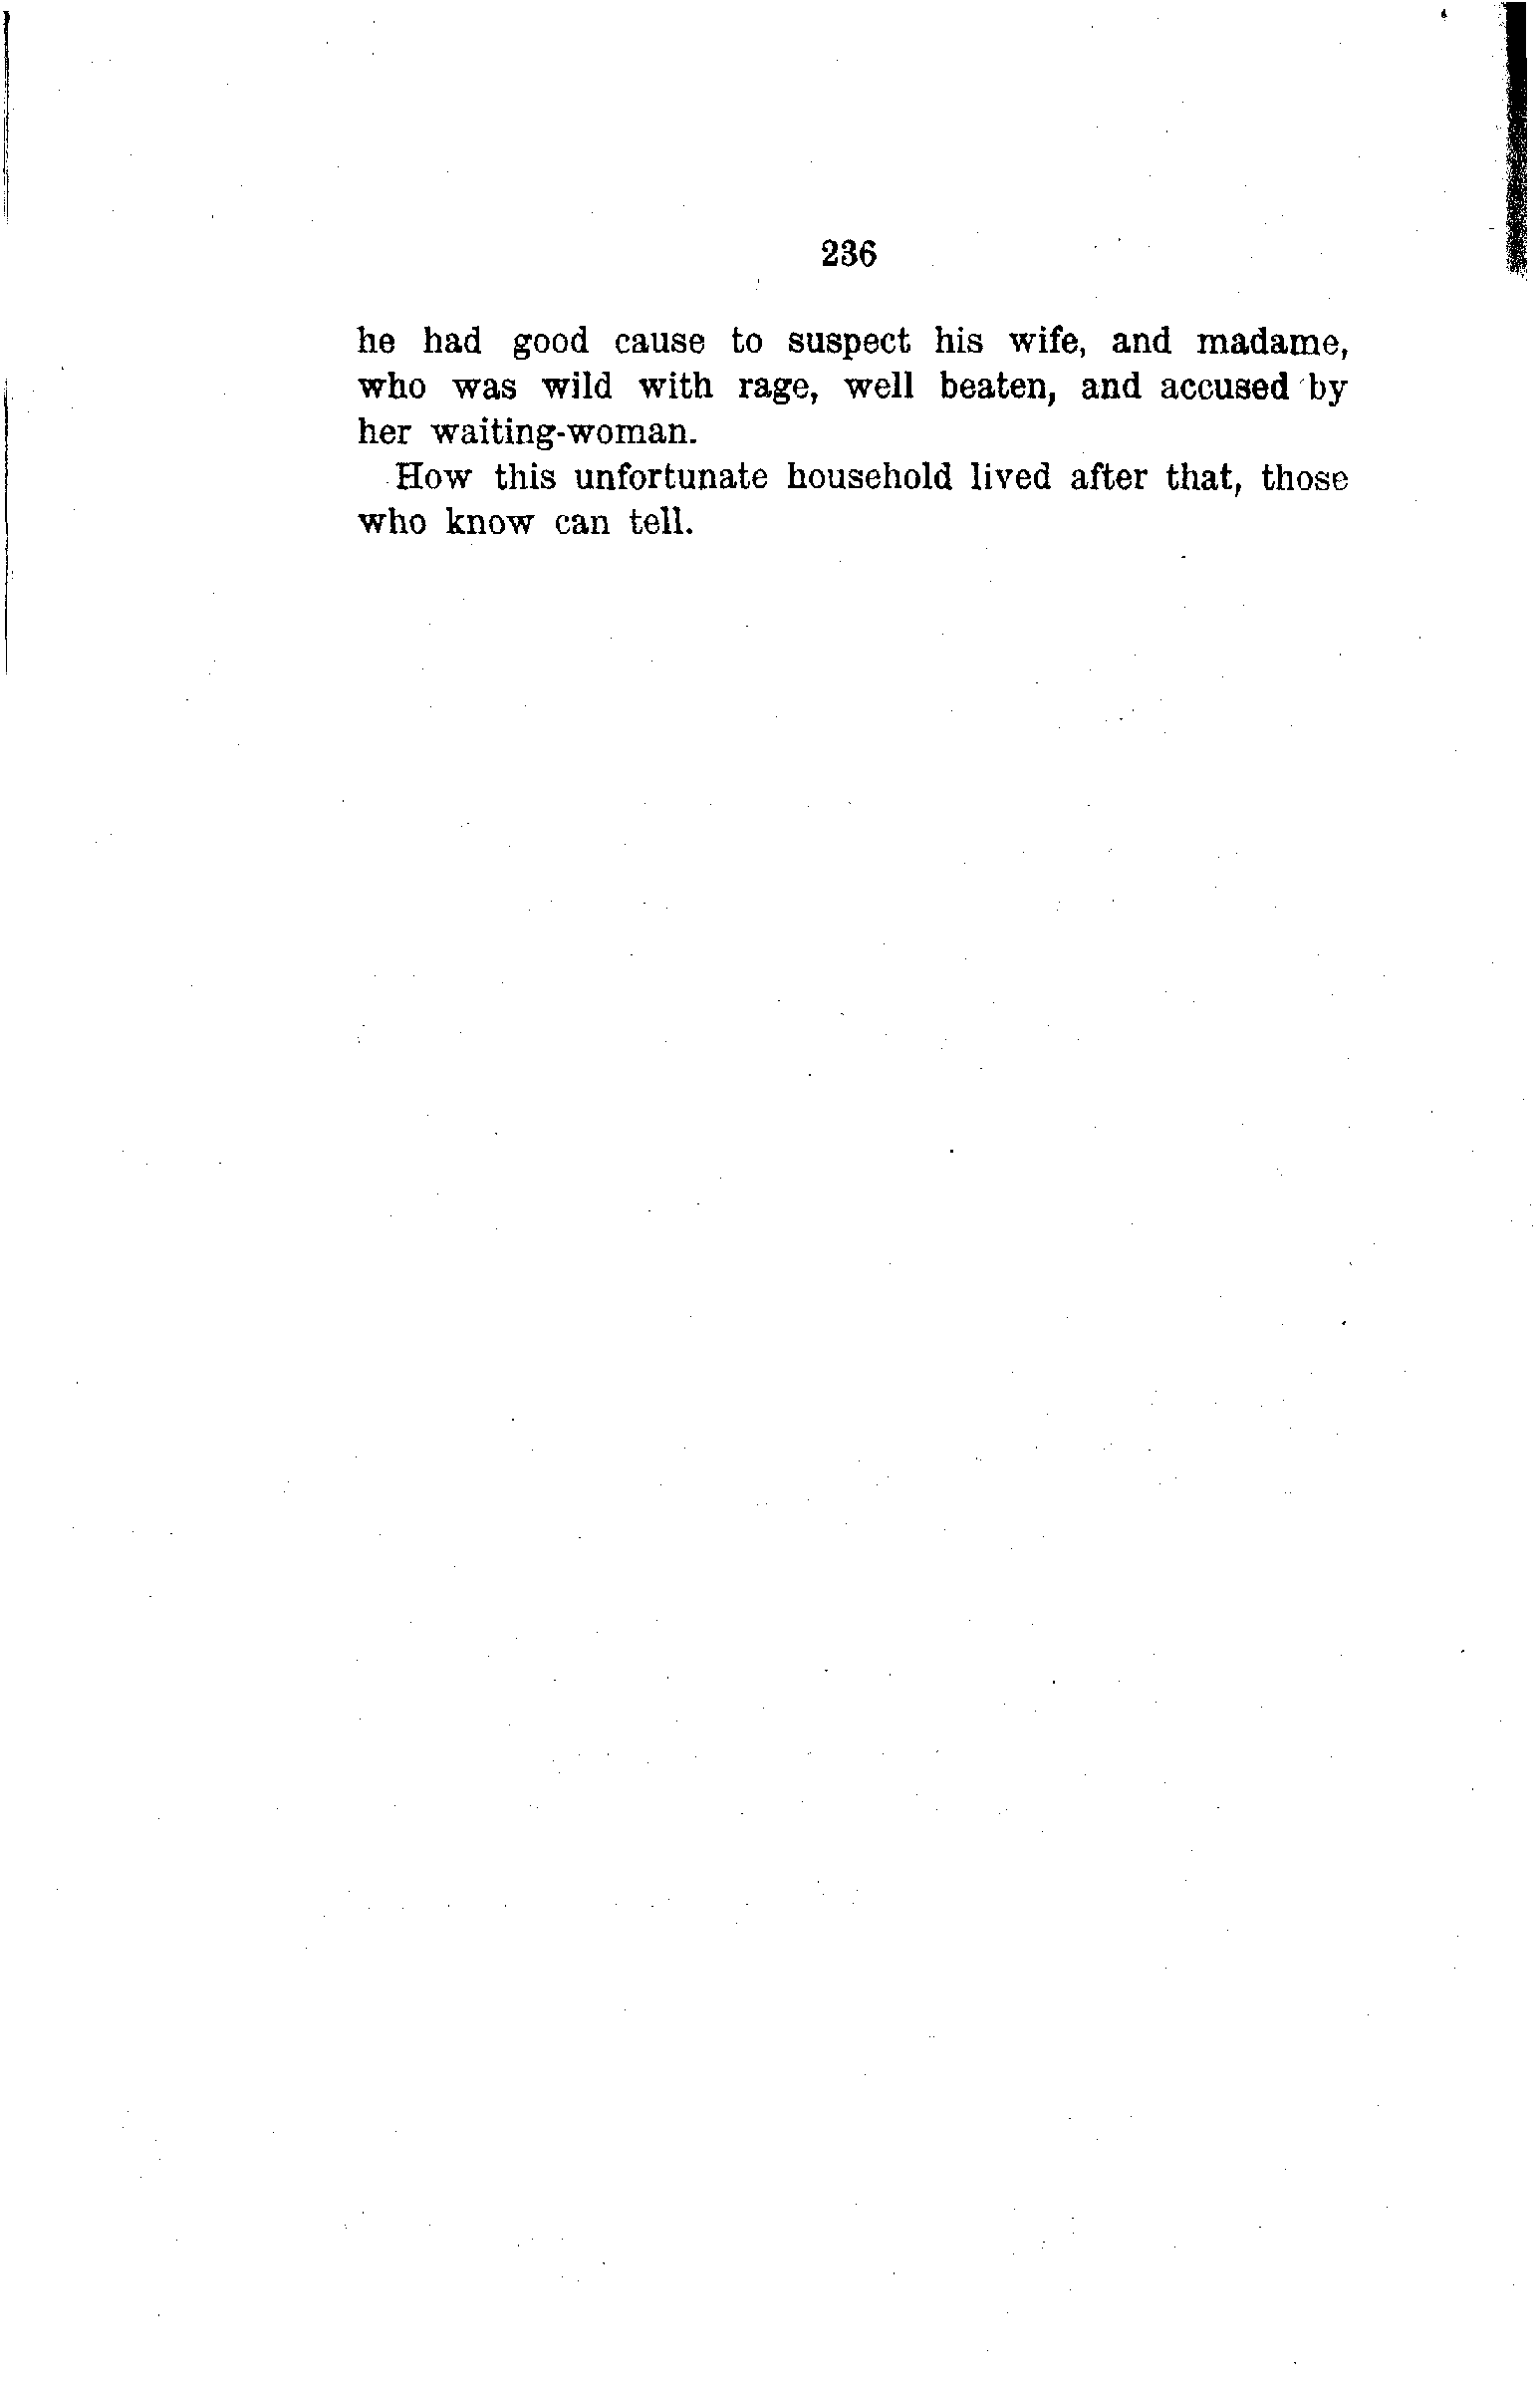 236
he had good cause to suspect his wife, and madame,
who was wild with rage, well beaten, and accused by
her waiting-woman.
How this unfortunate household lived after that, those
who know can tell.